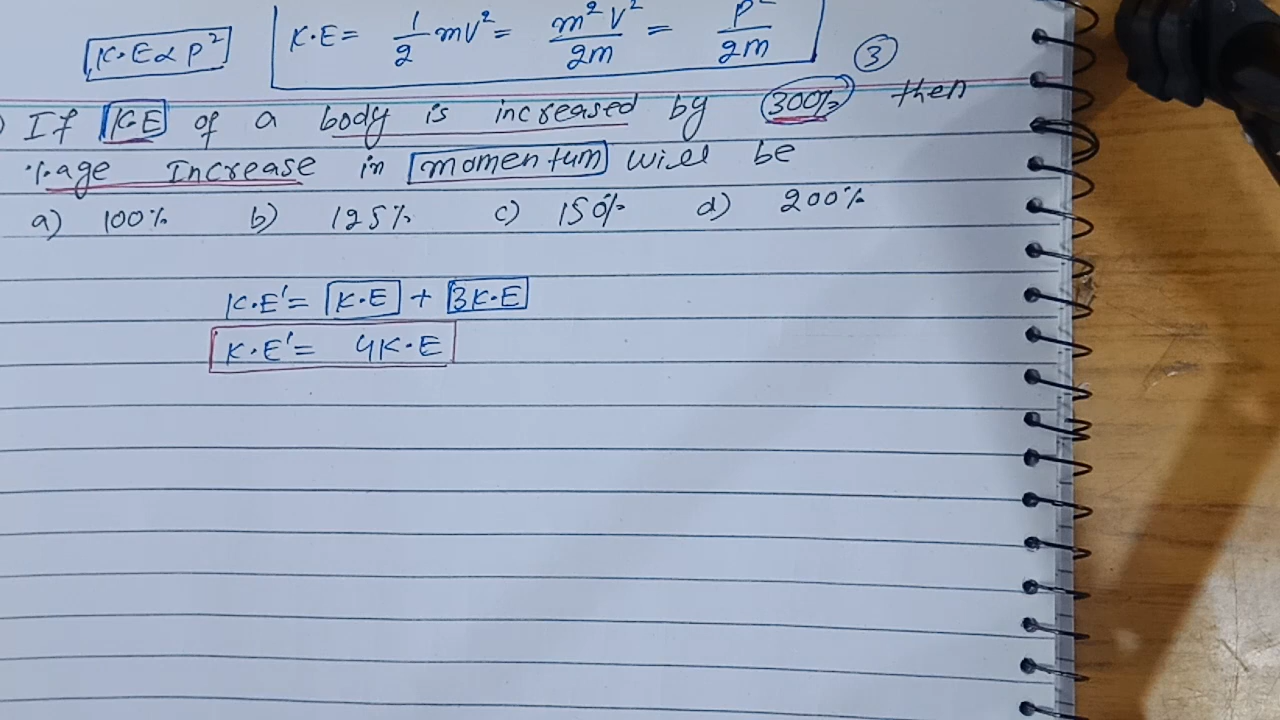 K.E ∝ P² K.E = 1/2 mV² = m²V²/2m = P²/2m
3
If K.E of a body is increased by 300% then
%age Increase in momentum will be
a) 100% b) 125% c) 150% d) 200%
K.E' = K.E + 3K.E
K.E' = 4K.E